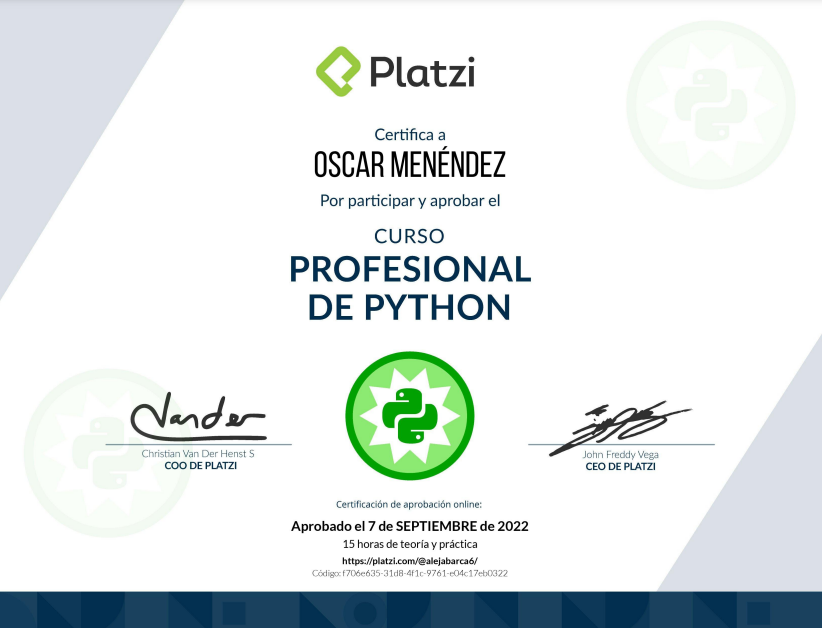 Platzi
Certifica a
OSCAR MENÉNDEZ
Por participar y aprobar el
CURSO
PROFESIONAL
DE PYTHON
Vander
Christian Van Der Henst S
COO DE PLATZI
John Freddy Vega
CEO DE PLATZI
Certificación de aprobación online:
Aprobado el 7 de SEPTIEMBRE de 2022
15 horas de teoría y práctica
https://platzi.com/@alejabarca6/
Código: f706e635-31d8-4f1c-9761-e04c17eb0322